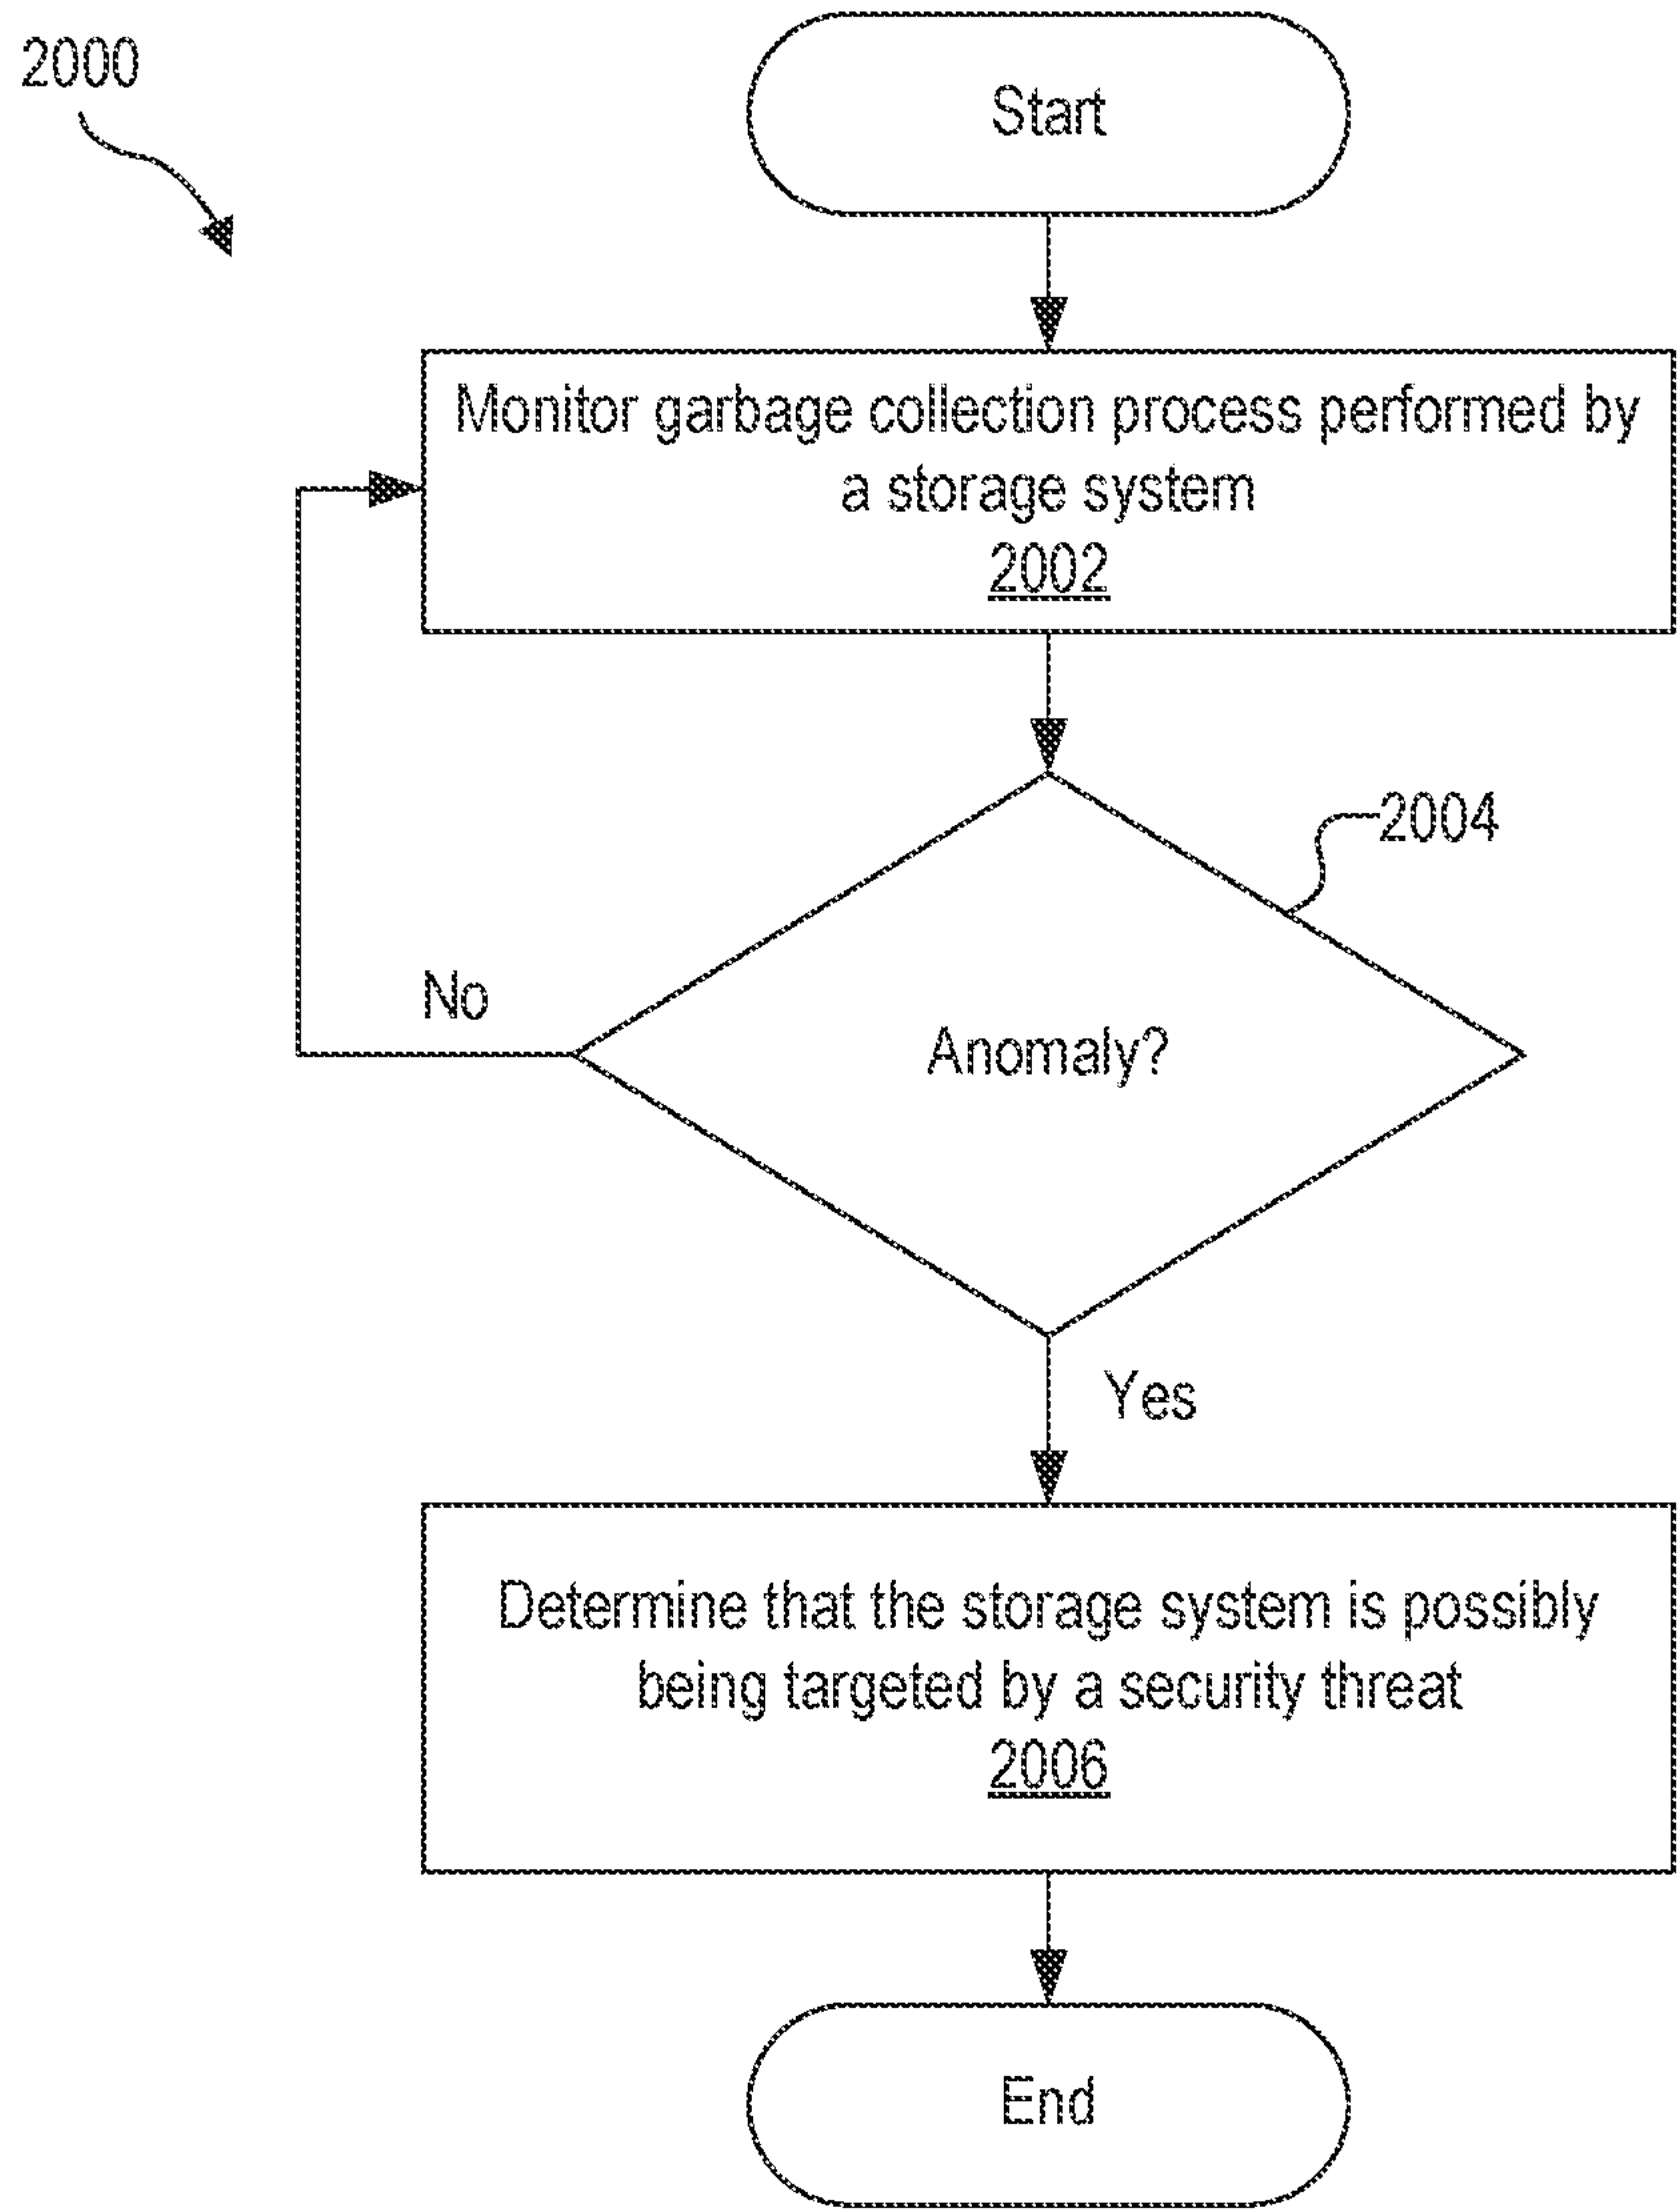 2000
Start
Monitor garbage collection process performed by
a storage system
2002
2004
No
Anomaly?
Yes
Determine that the storage system is possibly
being targeted by a security threat
2006
End